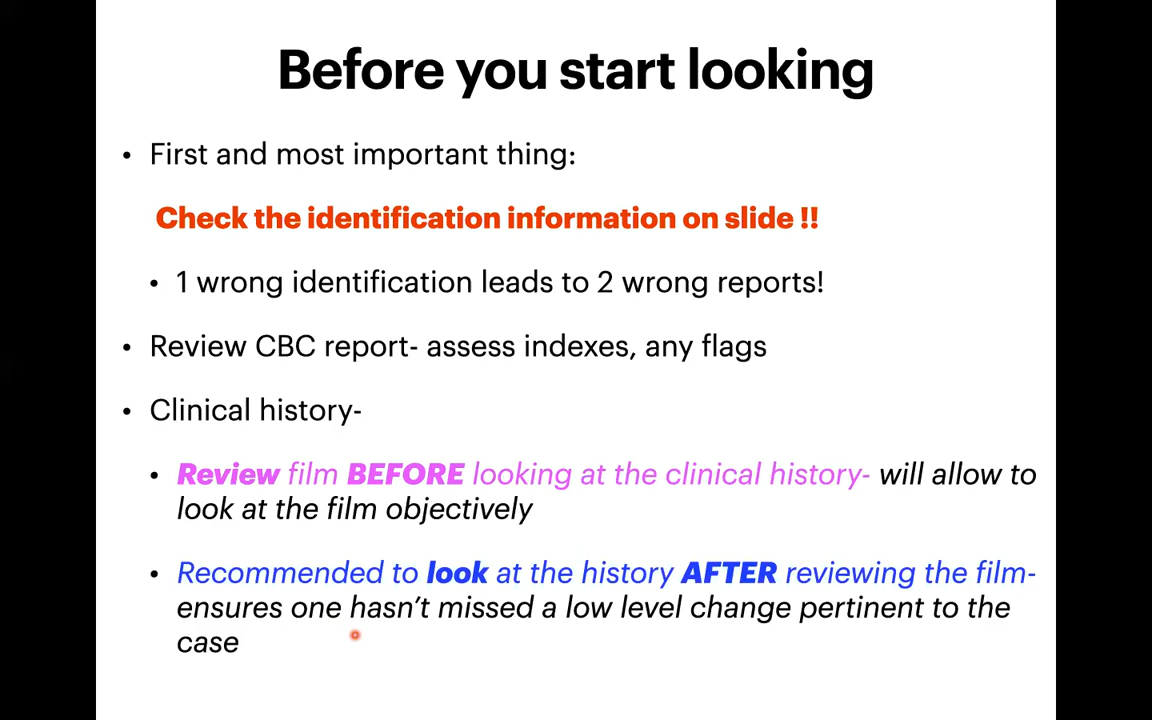 Before you start looking
• First and most important thing:
Check the identification information on slide !!
• 1 wrong identification leads to 2 wrong reports!
• Review CBC report- assess indexes, any flags
• Clinical history-
• Review film BEFORE looking at the clinical history- will allow to
look at the film objectively
• Recommended to look at the history AFTER reviewing the film-
ensures one hasn’t missed a low level change pertinent to the
case